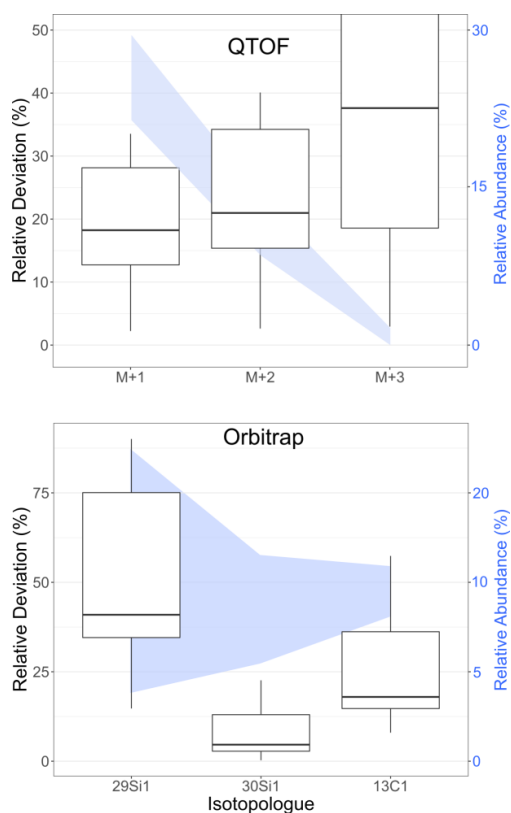 QTOF
50
40
30
20
10
0
Relative Deviation (%)
30
15
0
Relative Abundance (%)
M+1 M+2 M+3
Orbitrap
75
50
25
0
Relative Deviation (%)
20
10
5
0
Relative Abundance (%)
29Si1 30Si1 13C1
Isotopologue